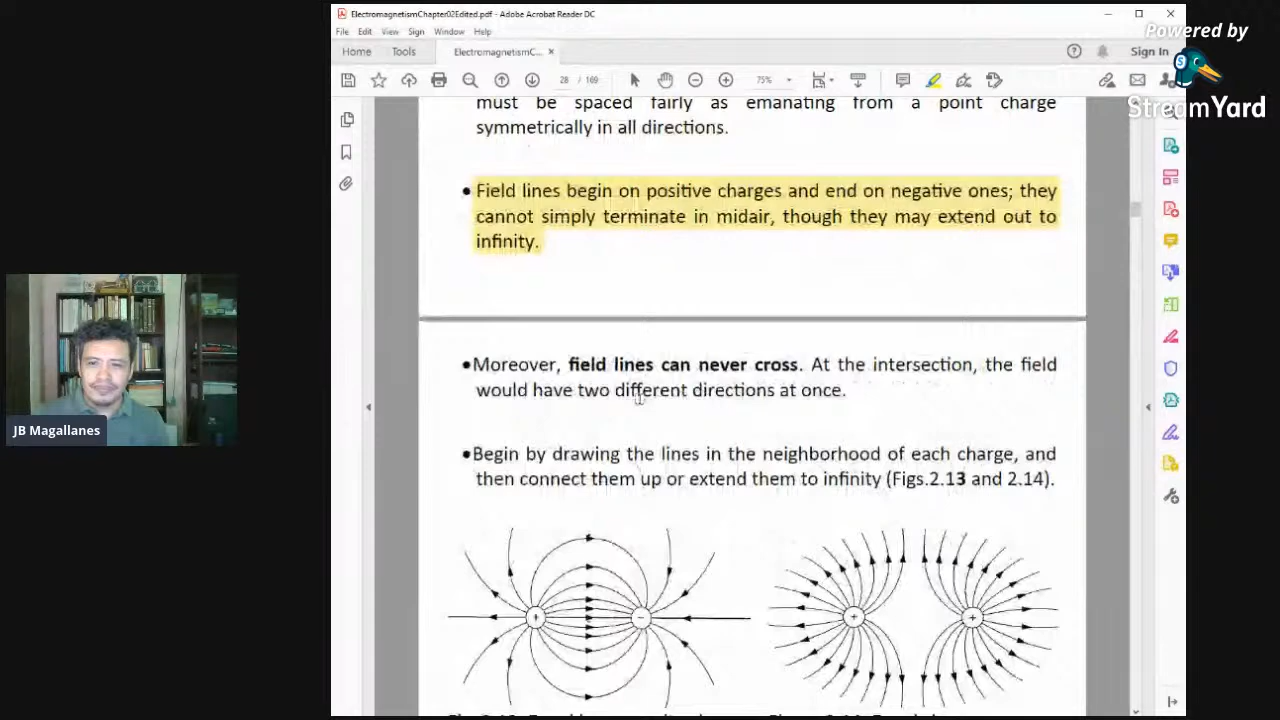 ElectromagnetismChapter02Edited.pdf - Adobe Acrobat Reader DC
File Edit View Sign Window Help
Home Tools ElectromagnetismC... ×
Sign In
28 / 169
75%
Powered by
StreamYard
must be spaced fairly as emanating from a point charge
symmetrically in all directions.
• Field lines begin on positive charges and end on negative ones; they
cannot simply terminate in midair, though they may extend out to
infinity.
•Moreover, field lines can never cross. At the intersection, the field
would have two different directions at once.
•Begin by drawing the lines in the neighborhood of each charge, and
then connect them up or extend them to infinity (Figs.2.13 and 2.14).
+ −
+ +
JB Magallanes